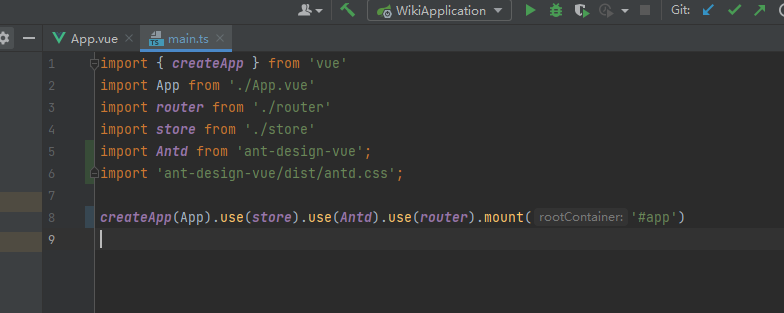 WikiApplication
Git:
App.vue
main.ts
1 import { createApp } from 'vue'
2 import App from './App.vue'
3 import router from './router'
4 import store from './store'
5 import Antd from 'ant-design-vue';
6 import 'ant-design-vue/dist/antd.css';
7
8 createApp(App).use(store).use(Antd).use(router).mount( rootContainer: '#app')
9